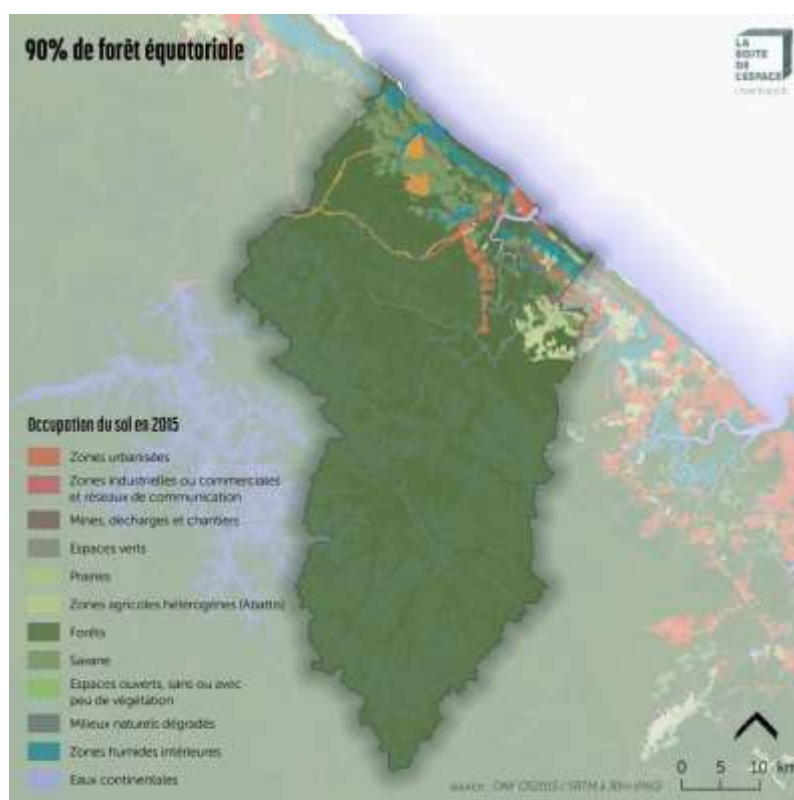 90% de forêt équatoriale
LA
BOITE
DE
L'ESPACE
Occupation du sol en 2015
Zones urbanisées
Zones industrielles ou commerciales
et réseaux de communication
Mines, décharges et chantiers
Espaces verts
Prairies
Zones agricoles hétérogènes (Abattis)
Forêts
Savane
Espaces ouverts, sans ou avec
peu de végétation
Milieux naturels dégradés
Zones humides intérieures
Eaux continentales
0 5 10 km
source : ONF